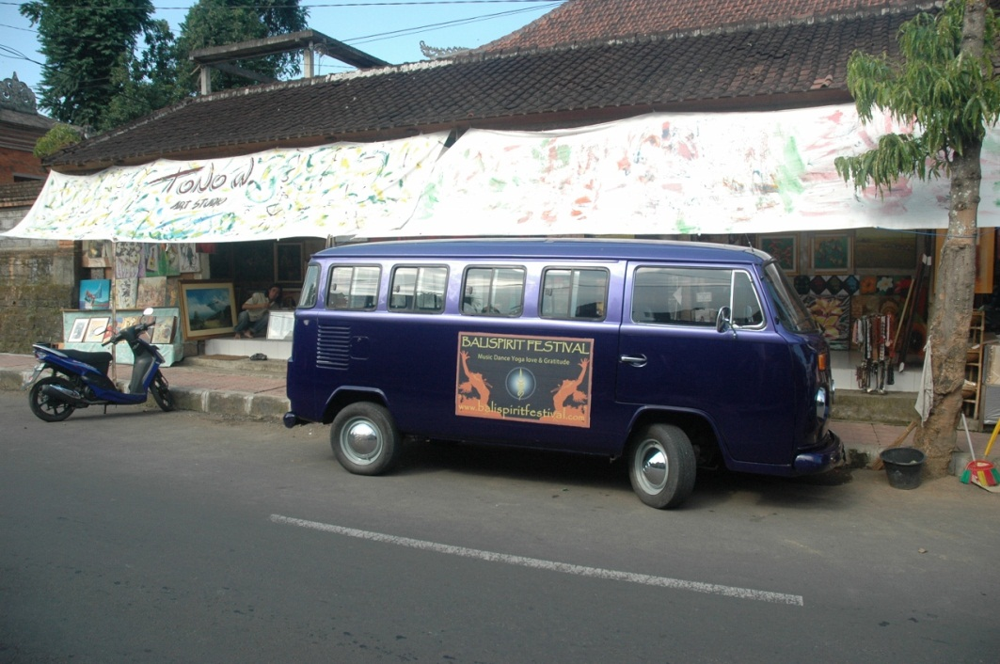 TONO W.
ART STUDIO
BALISPIRIT FESTIVAL
Music Dance Yoga love & Gratitude
www.balispiritfestival.com